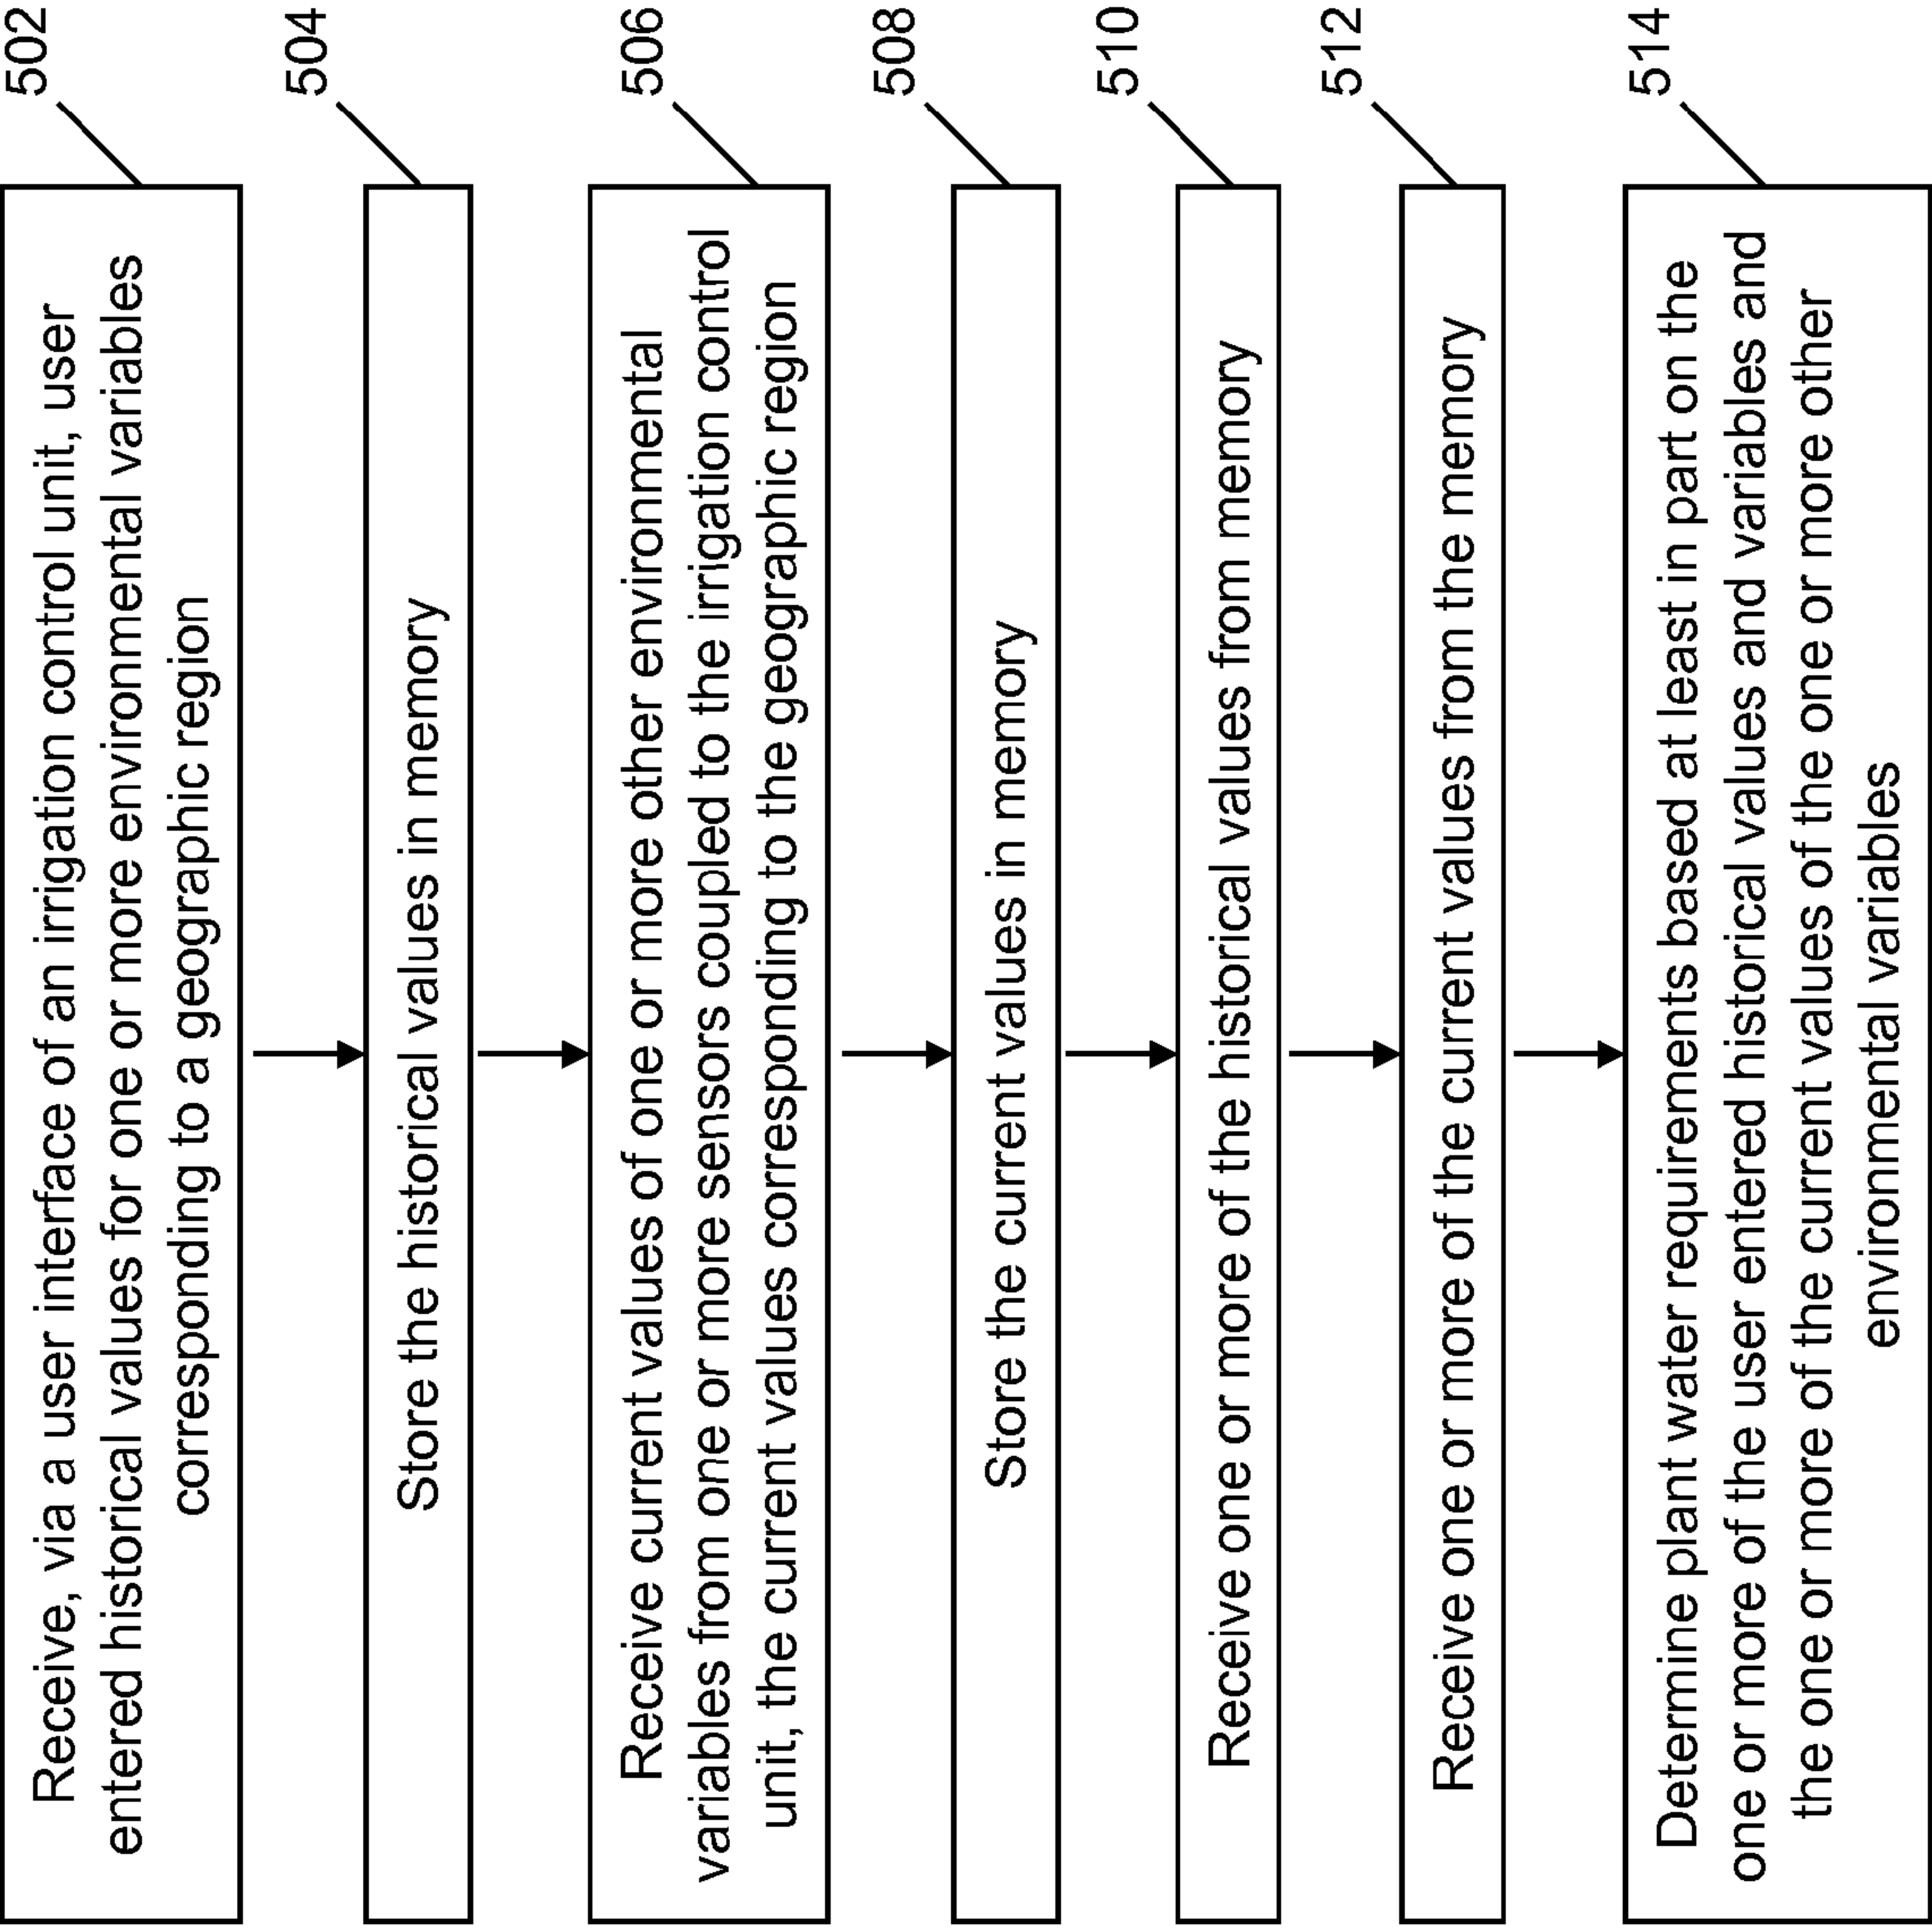 Receive, via a user interface of an irrigation control unit, user
entered historical values for one or more environmental variables
corresponding to a geographic region
502
Store the historical values in memory
504
Receive current values of one or more other environmental
variables from one or more sensors coupled to the irrigation control
unit, the current values corresponding to the geographic region
506
Store the current values in memory
508
Receive one or more of the historical values from memory
510
Receive one or more of the current values from the memory
512
Determine plant water requirements based at least in part on the
one or more of the user entered historical values and variables and
the one or more of the current values of the one or more other
environmental variables
514